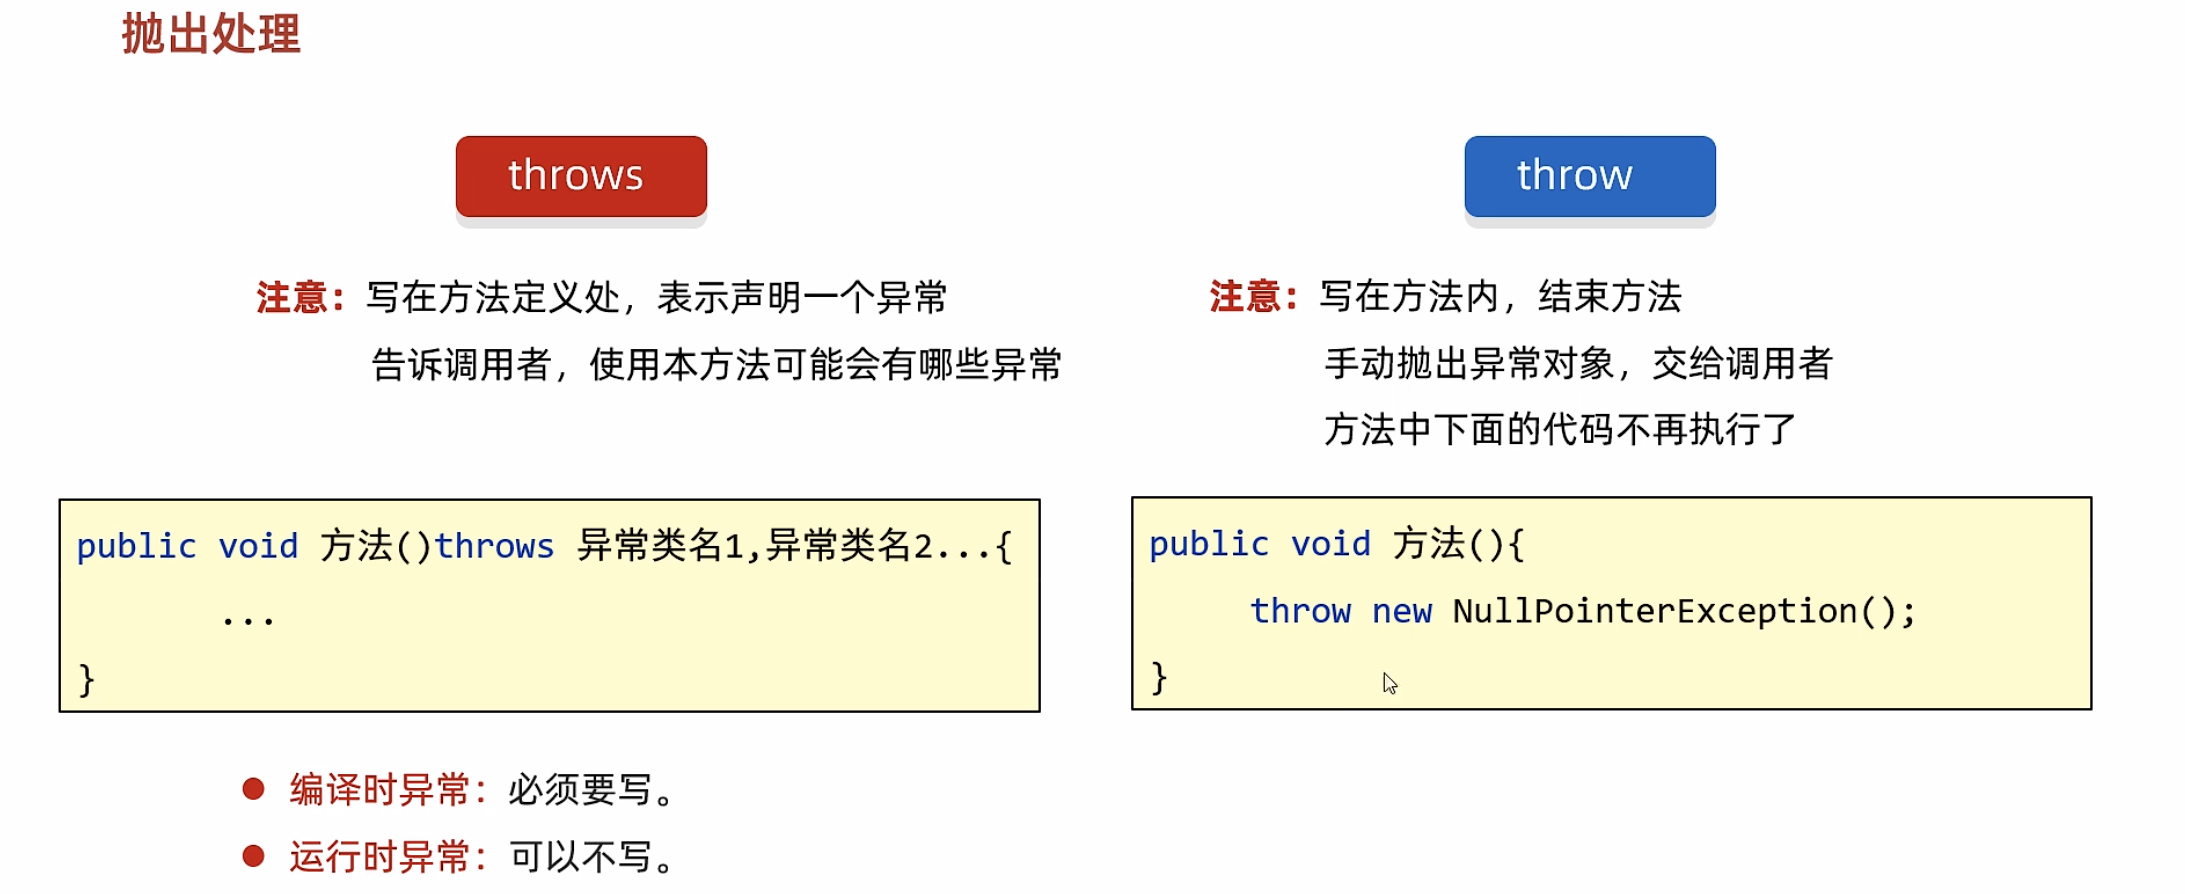 抛出处理
throws
注意：写在方法定义处，表示声明一个异常
告诉调用者，使用本方法可能会有哪些异常
public void 方法()throws 异常类名1,异常类名2...{
...
}
● 编译时异常：必须要写。
● 运行时异常：可以不写。
throw
注意：写在方法内，结束方法
手动抛出异常对象，交给调用者
方法中下面的代码不再执行了
public void 方法(){
throw new NullPointerException();
}